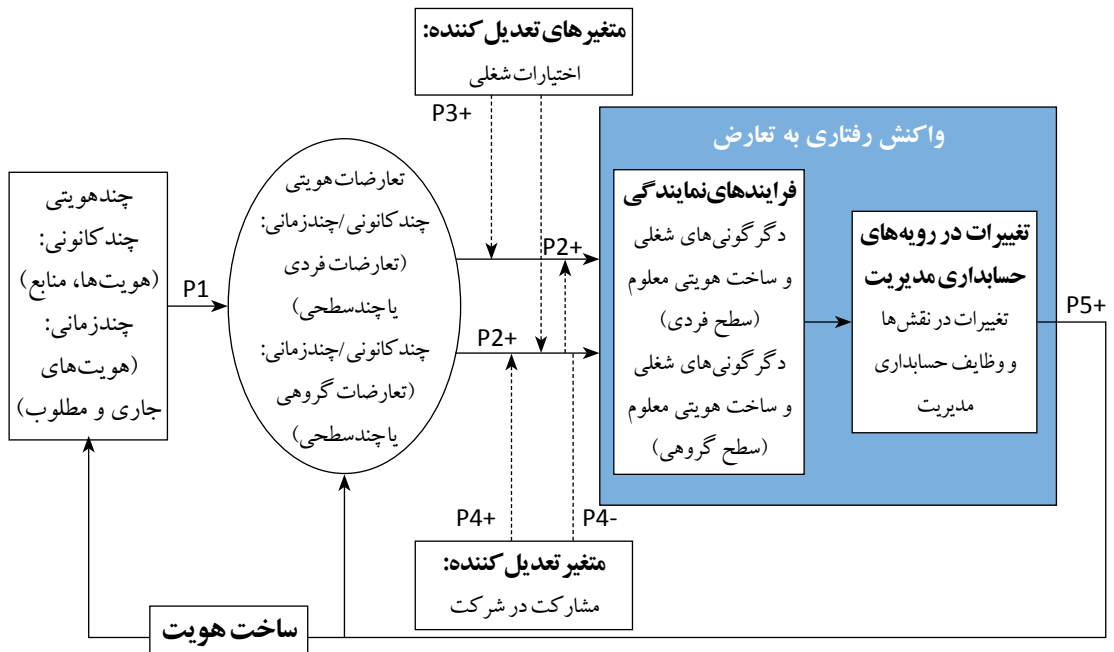 متغیرهای تعدیل کننده:
اختیارات شغلی
P3+
واکنش رفتاری به تعارض
چندهویتی
چندکانونی:
(هویت‌ها، منابع)
چندزمانی:
(هویت‌های
جاری و مطلوب)
P1
تعارضات هویتی
چندکانونی/چندزمانی:
(تعارضات فردی
یا چندسطحی)
چندکانونی/چندزمانی:
(تعارضات گروهی
یا چندسطحی)
P2+
P2+
فرایندهای نمایندگی
دگرگونی‌های شغلی
و ساخت هویتی معلوم
(سطح فردی)
دگرگونی‌های شغلی
و ساخت هویتی معلوم
(سطح گروهی)
تغییرات در رویه‌های
حسابداری مدیریت
تغییرات در نقش‌ها
و وظایف حسابداری
مدیریت
P5+
P4+
P4-
متغیر تعدیل کننده:
مشارکت در شرکت
ساخت هویت